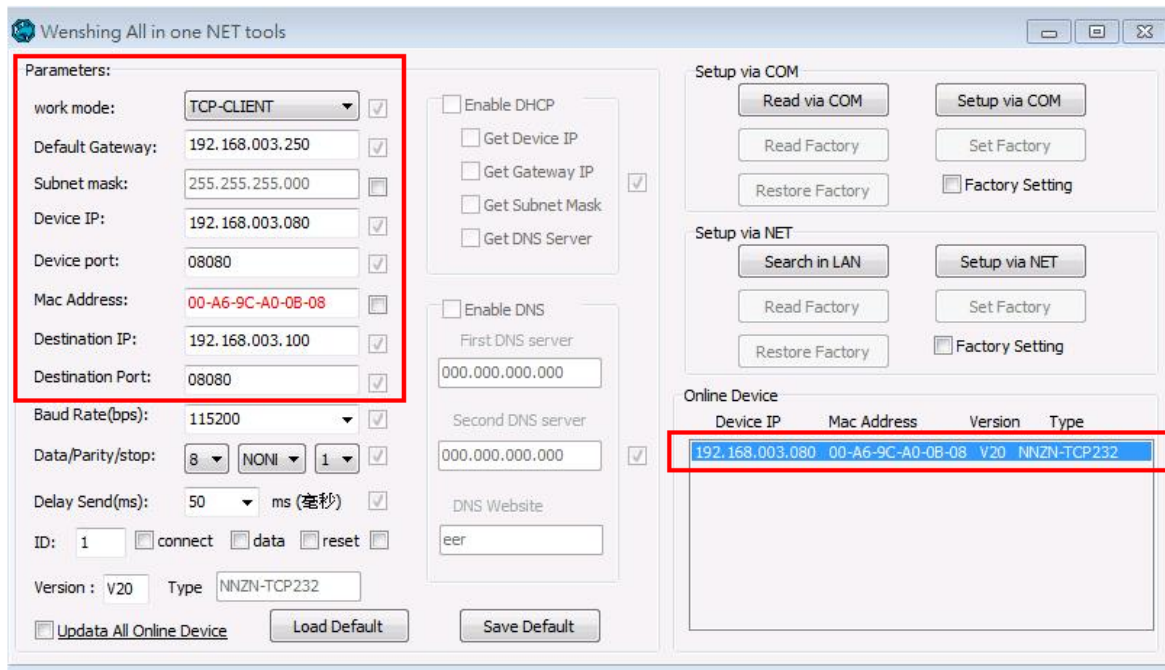 Wenshing All in one NET tools
Parameters:
work mode: TCP-CLIENT
Default Gateway: 192.168.003.250
Subnet mask: 255.255.255.000
Device IP: 192.168.003.080
Device port: 08080
Mac Address: 00-A6-9C-A0-0B-08
Destination IP: 192.168.003.100
Destination Port: 08080
Baud Rate(bps): 115200
Data/Parity/stop: 8 NONI 1
Delay Send(ms): 50 ms (毫秒)
ID: 1 connect data reset
Version : V20 Type NNZN-TCP232
Updata All Online Device Load Default Save Default
Enable DHCP
Get Device IP
Get Gateway IP
Get Subnet Mask
Get DNS Server
Enable DNS
First DNS server
000.000.000.000
Second DNS server
000.000.000.000
DNS Website
eer
Setup via COM
Read via COM Setup via COM
Read Factory Set Factory
Restore Factory Factory Setting
Setup via NET
Search in LAN Setup via NET
Read Factory Set Factory
Restore Factory Factory Setting
Online Device
Device IP Mac Address Version Type
192.168.003.080 00-A6-9C-A0-0B-08 V20 NNZN-TCP232